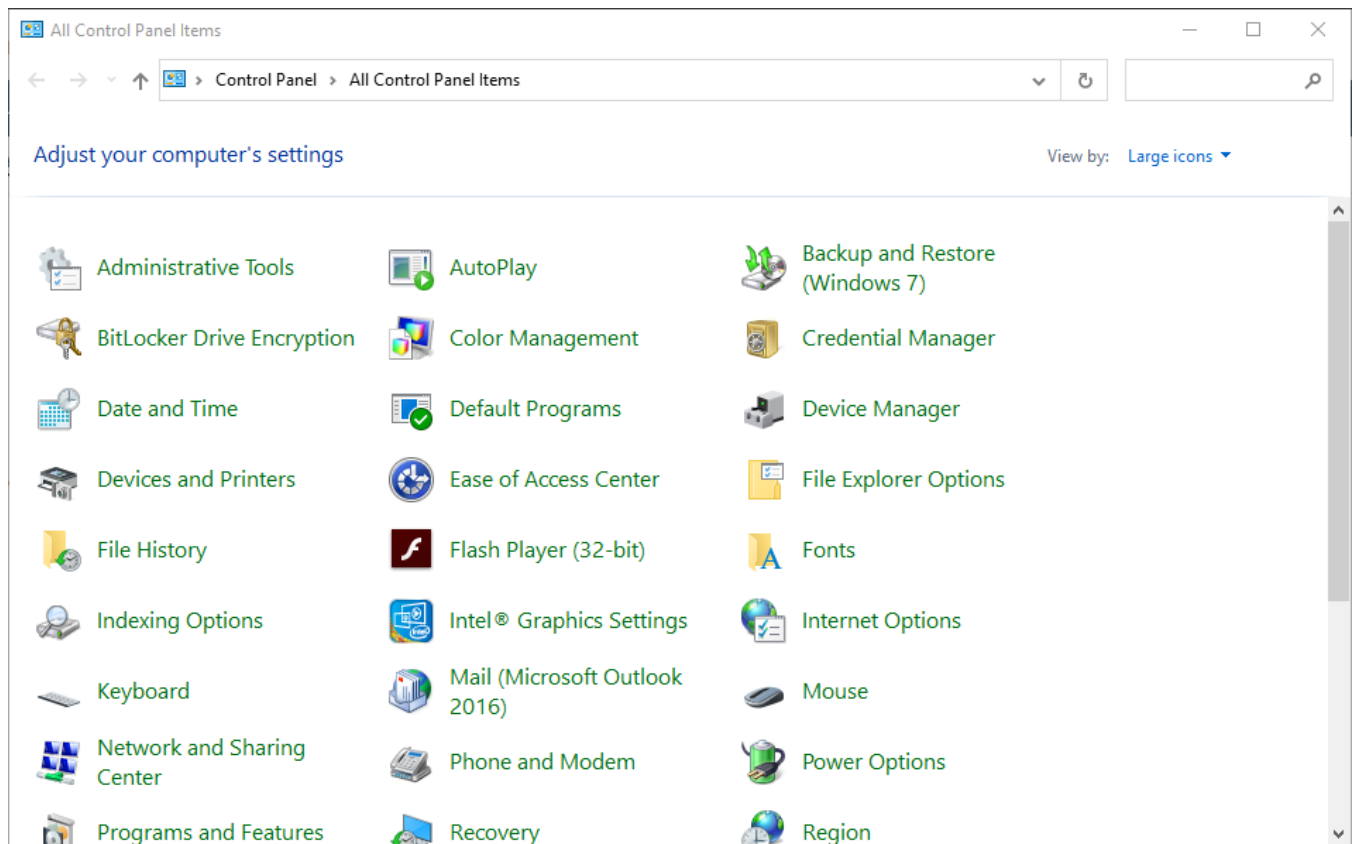 All Control Panel Items
Control Panel > All Control Panel Items
Adjust your computer's settings
View by: Large icons
Administrative Tools
AutoPlay
Backup and Restore
(Windows 7)
BitLocker Drive Encryption
Color Management
Credential Manager
Date and Time
Default Programs
Device Manager
Devices and Printers
Ease of Access Center
File Explorer Options
File History
Flash Player (32-bit)
Fonts
Indexing Options
Intel® Graphics Settings
Internet Options
Keyboard
Mail (Microsoft Outlook
2016)
Mouse
Network and Sharing
Center
Phone and Modem
Power Options
Programs and Features
Recovery
Region